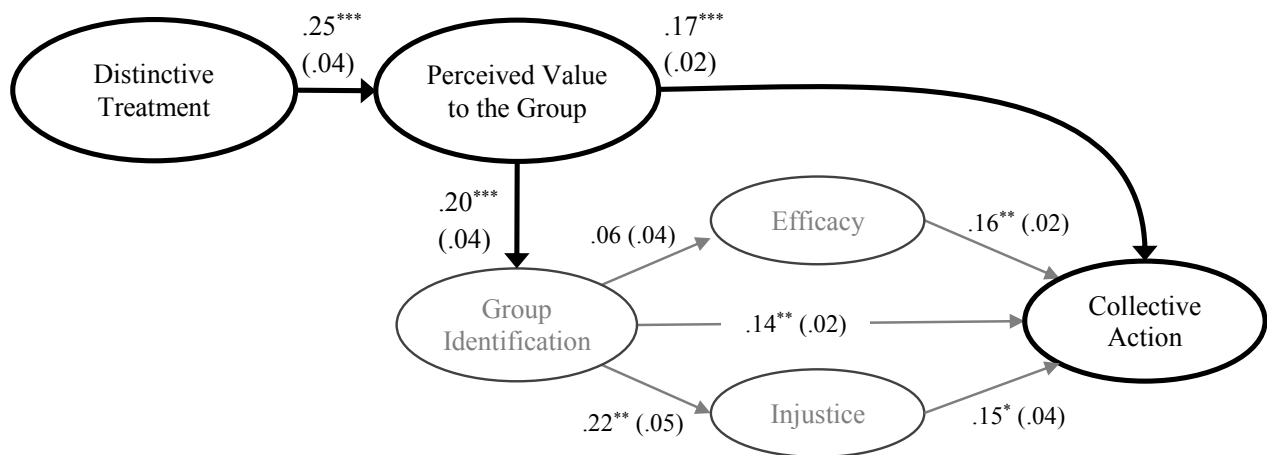 .25***
(.04)
.17***
(.02)
Distinctive
Treatment
Perceived Value
to the Group
.20***
(.04)
Efficacy
.06 (.04)
.16** (.02)
Group
Identification
.14** (.02)
Collective
Action
Injustice
.22** (.05)
.15* (.04)